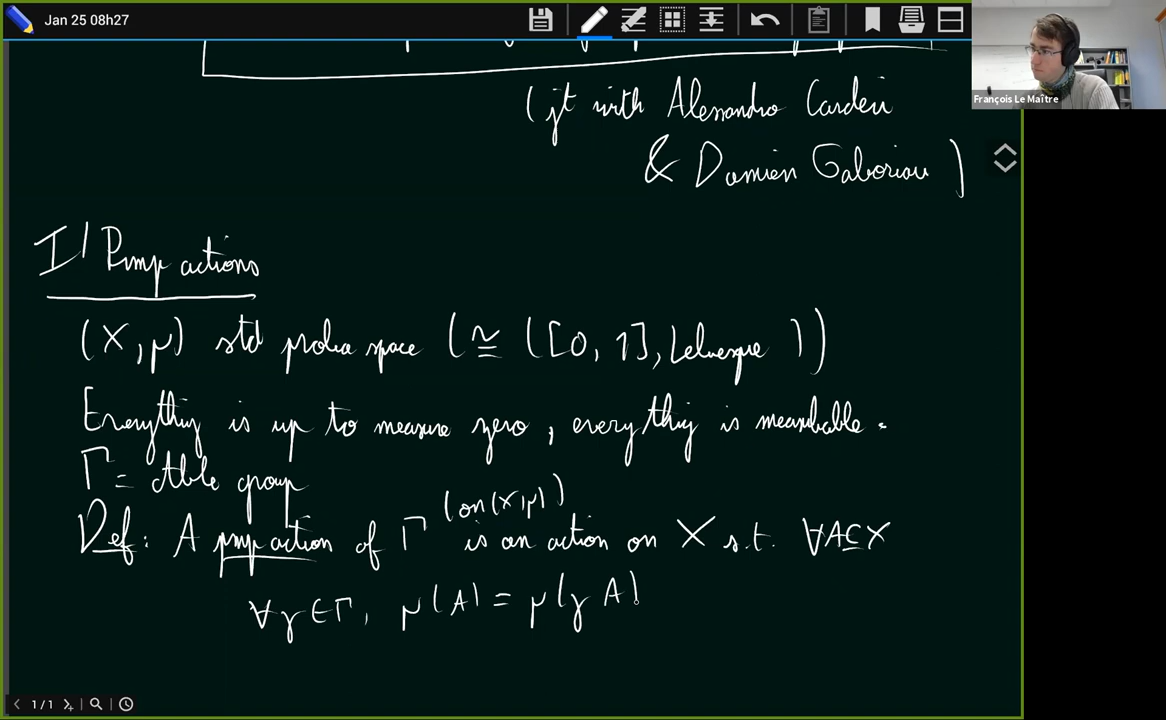 Jan 25 08h27
François Le Maître
(jt with Alessandro Carderi
& Damien Gaboriau)
I/ Pmp actions
(X, μ) std proba space (≅ ([0, 1], Lebesgue))
Everything is up to measure zero, everything is measurable.
Γ = ctble group
(on (X, μ))
Def: A pmp action of Γ is an action on X s.t. ∀A⊆X
∀γ∈Γ, μ(A) = μ(γ A)
1/1